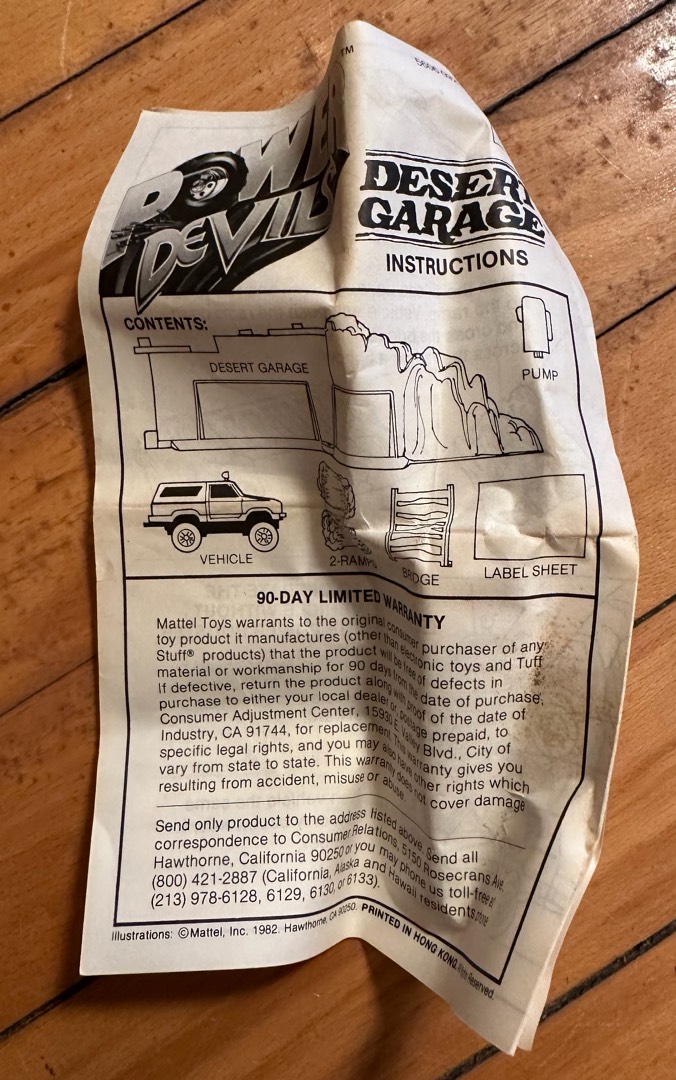 POWER DEVILS™
DESERT
GARAGE
INSTRUCTIONS
CONTENTS:
DESERT GARAGE
PUMP
VEHICLE
2-RAMPS
BRIDGE
LABEL SHEET
90-DAY LIMITED WARRANTY
Mattel Toys warrants to the original consumer purchaser of any
toy product it manufactures (other than electronic toys and Tuff
Stuff® products) that the product will be free of defects in
material or workmanship for 90 days from the date of purchase.
If defective, return the product along with proof of the date of
purchase to either your local dealer or, postage prepaid, to
Consumer Adjustment Center, 15930 E. Valley Blvd., City of
Industry, CA 91744, for replacement. This warranty gives you
specific legal rights, and you may also have other rights which
vary from state to state. This warranty does not cover damage
resulting from accident, misuse or abuse.
Send only product to the address listed above. Send all
correspondence to Consumer Relations, 5150 Rosecrans Ave.
Hawthorne, California 90250 or you may phone us toll-free at
(800) 421-2887 (California, Alaska and Hawaii residents phone
(213) 978-6128, 6129, 6130, or 6133).
Illustrations: ©Mattel, Inc. 1982. Hawthorne, CA 90250. PRINTED IN HONG KONG. All Rights Reserved.